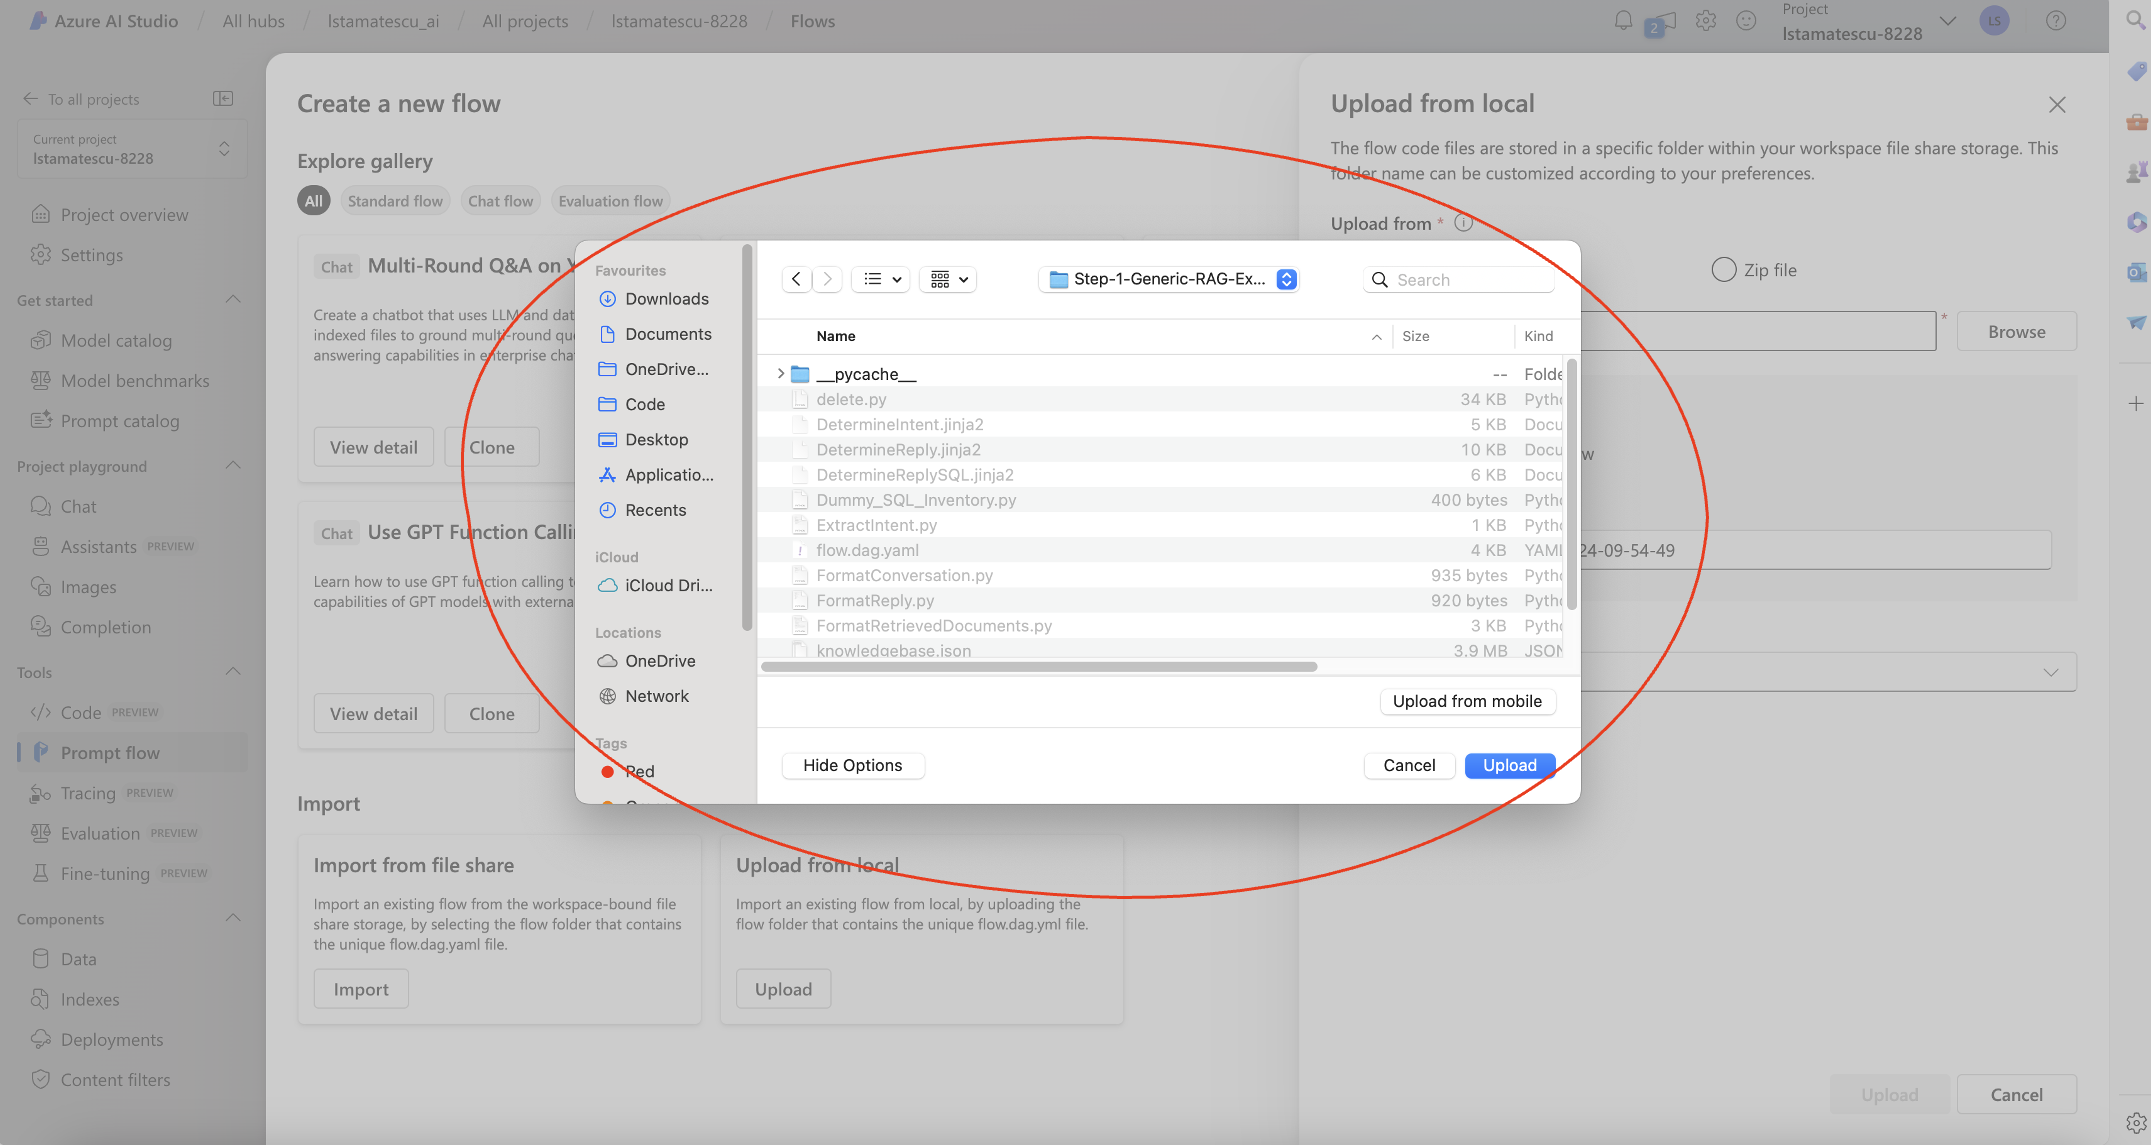 Azure AI Studio / All hubs / lstamatescu_ai / All projects / lstamatescu-8228 / Flows
2
Project
lstamatescu-8228
LS
To all projects
Current project
lstamatescu-8228
Project overview
Settings
Get started
Model catalog
Model benchmarks
Prompt catalog
Project playground
Chat
Assistants PREVIEW
Images
Completion
Tools
Code PREVIEW
Prompt flow
Tracing PREVIEW
Evaluation PREVIEW
Fine-tuning PREVIEW
Components
Data
Indexes
Deployments
Content filters
Create a new flow
Explore gallery
All
Standard flow
Chat flow
Evaluation flow
Chat Multi-Round Q&A on Y
Create a chatbot that uses LLM and dat
indexed files to ground multi-round qu
answering capabilities in enterprise cha
View detail
Clone
Chat Use GPT Function Calli
Learn how to use GPT function calling t
capabilities of GPT models with externa
View detail
Clone
Import
Import from file share
Import an existing flow from the workspace-bound file
share storage, by selecting the flow folder that contains
the unique flow.dag.yaml file.
Import
Upload from local
Import an existing flow from local, by uploading the
flow folder that contains the unique flow.dag.yml file.
Upload
Favourites
Downloads
Documents
OneDrive...
Code
Desktop
Applicatio...
Recents
iCloud
iCloud Dri...
Locations
OneDrive
Network
Tags
Red
Step-1-Generic-RAG-Ex...
Search
Name Size Kind
__pycache__ -- Folde
delete.py 34 KB Pytho
DetermineIntent.jinja2 5 KB Docu
DetermineReply.jinja2 10 KB Docu
DetermineReplySQL.jinja2 6 KB Docu
Dummy_SQL_Inventory.py 400 bytes Pytho
ExtractIntent.py 1 KB Pytho
flow.dag.yaml 4 KB YAML
FormatConversation.py 935 bytes Pytho
FormatReply.py 920 bytes Pytho
FormatRetrievedDocuments.py 3 KB Pytho
knowledgebase.json 3.9 MB JSON
Upload from mobile
Hide Options
Cancel
Upload
Upload from local
The flow code files are stored in a specific folder within your workspace file share storage. This
folder name can be customized according to your preferences.
Upload from *
Zip file
*
Browse
w
24-09-54-49
Upload
Cancel